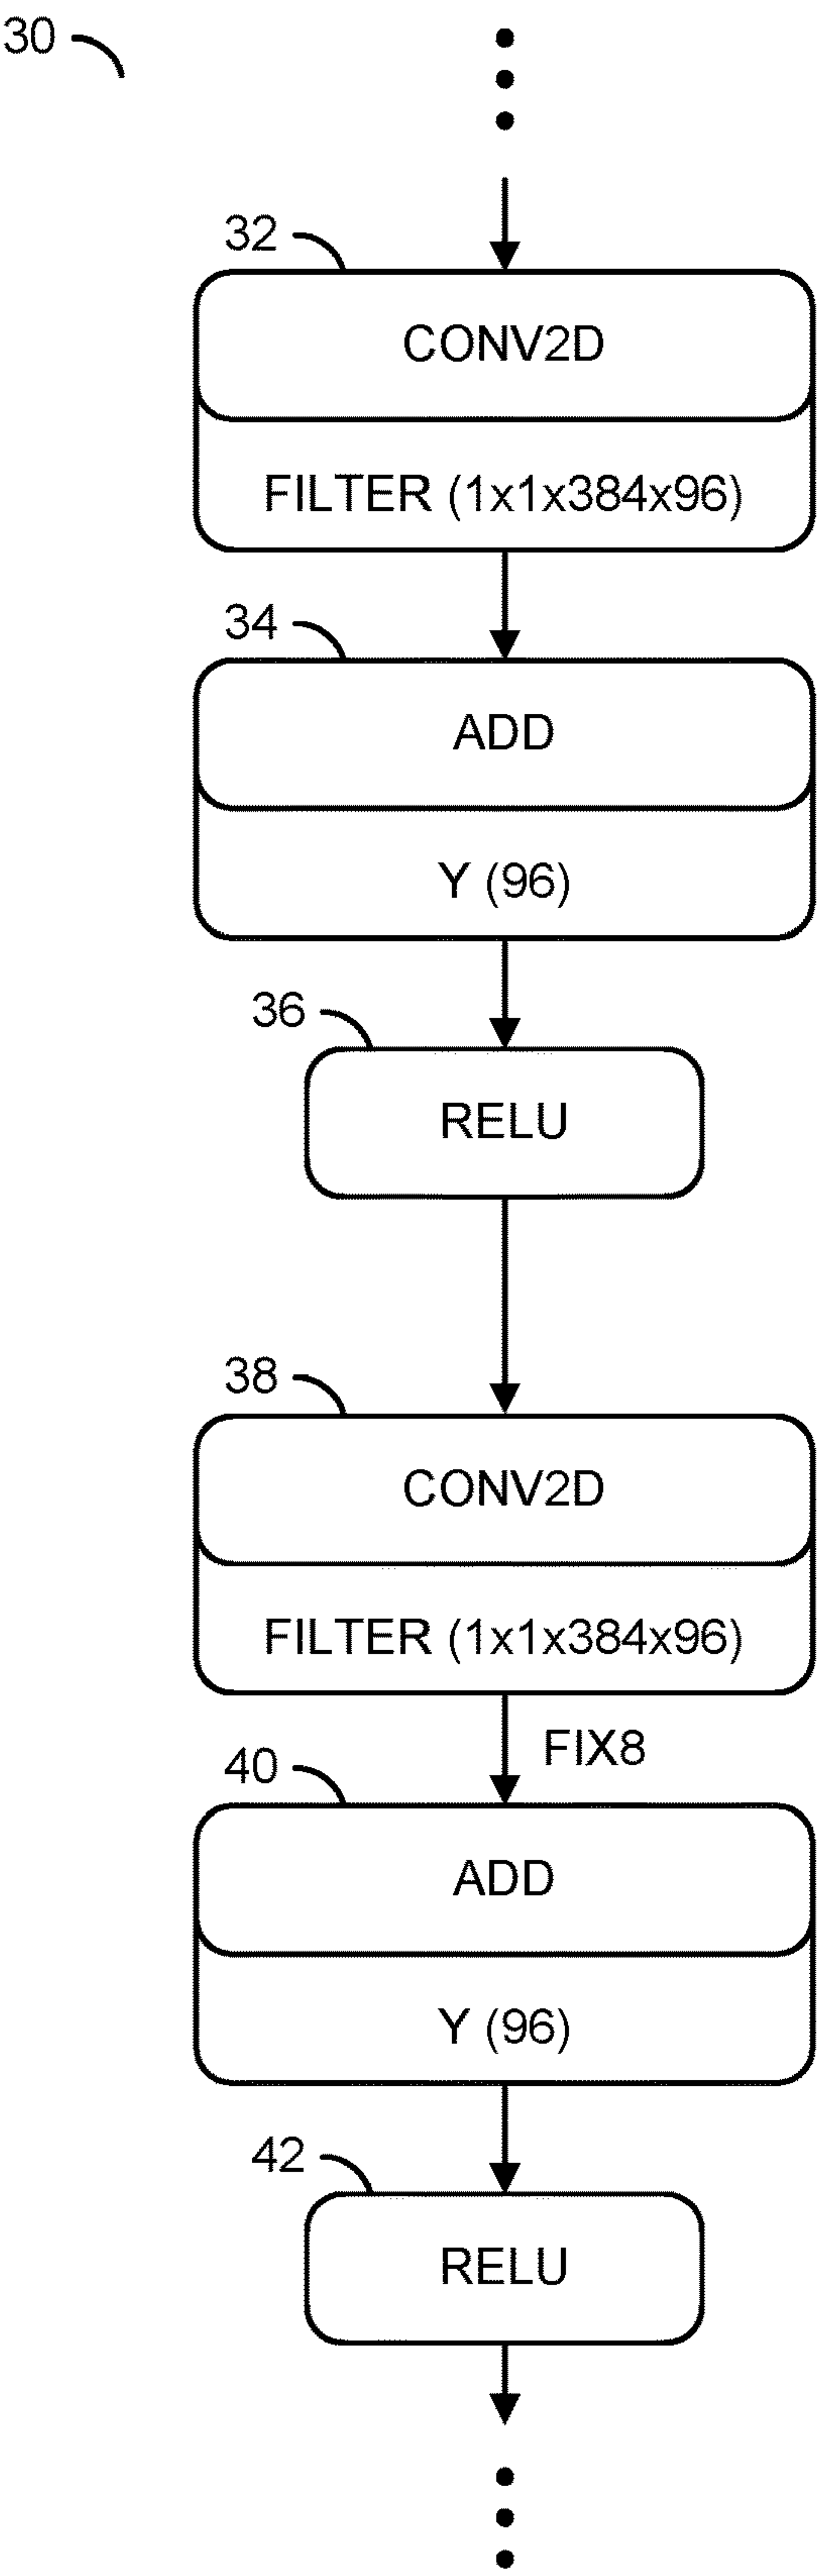 30
32
CONV2D
FILTER (1x1x384x96)
34
ADD
Y (96)
36
RELU
38
CONV2D
FILTER (1x1x384x96)
FIX8
40
ADD
Y (96)
42
RELU